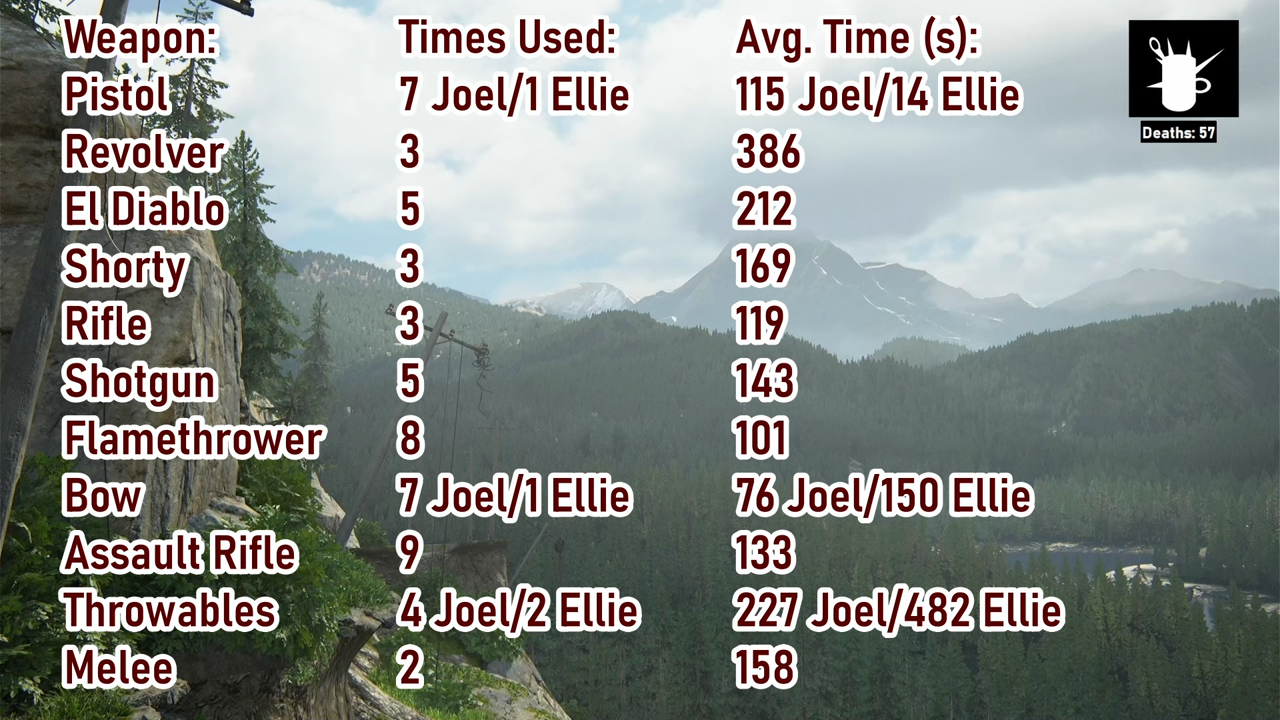 Weapon: Times Used: Avg. Time (s):
Pistol 7 Joel/1 Ellie 115 Joel/14 Ellie
Revolver 3 386
El Diablo 5 212
Shorty 3 169
Rifle 3 119
Shotgun 5 143
Flamethrower 8 101
Bow 7 Joel/1 Ellie 76 Joel/150 Ellie
Assault Rifle 9 133
Throwables 4 Joel/2 Ellie 227 Joel/482 Ellie
Melee 2 158
Deaths: 57